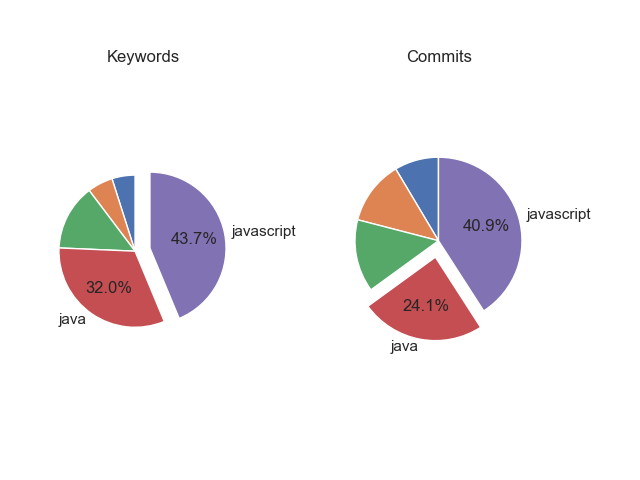 Keywords
Commits
43.7%
javascript
32.0%
java
40.9%
javascript
24.1%
java